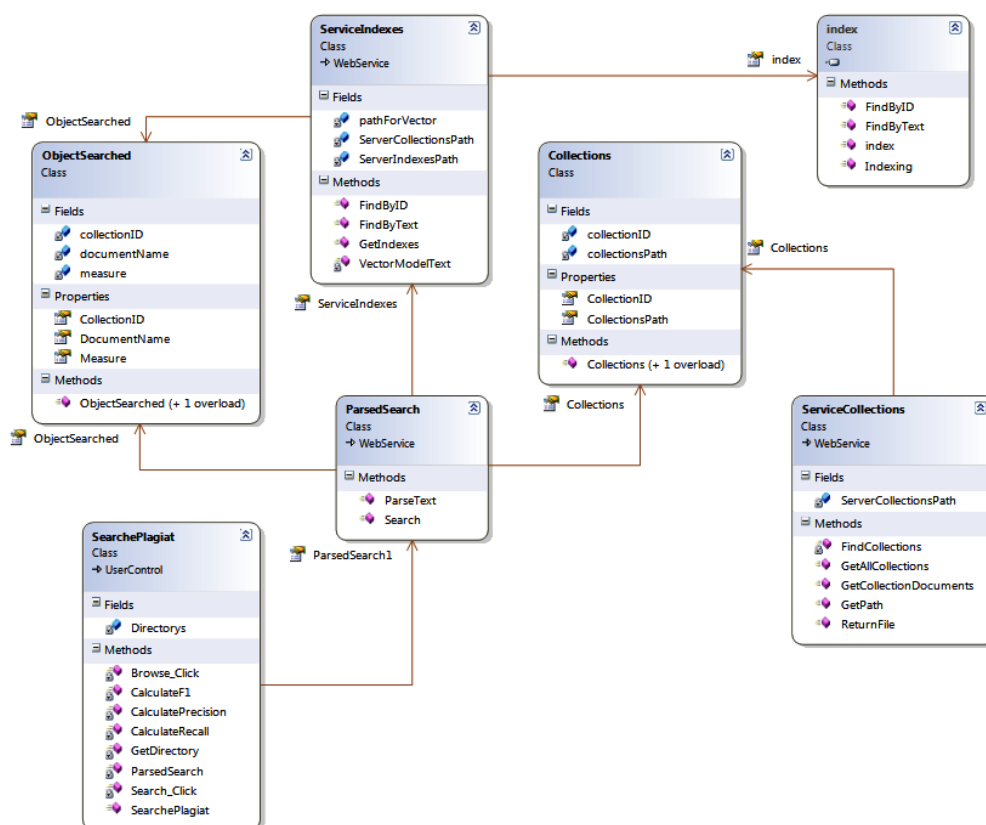 ServiceIndexes
Class
WebService
Fields
pathForVector
ServerCollectionsPath
ServerIndexesPath
Methods
FindByID
FindByText
GetIndexes
VectorModelText
index
index
Class
Methods
FindByID
FindByText
index
Indexing
ObjectSearched
ObjectSearched
Class
Fields
collectionID
documentName
measure
Properties
CollectionID
DocumentName
Measure
Methods
ObjectSearched (+ 1 overload)
ObjectSearched
Collections
Class
Fields
collectionID
collectionsPath
Properties
CollectionID
CollectionsPath
Methods
Collections (+ 1 overload)
Collections
ServiceIndexes
Collections
ParsedSearch
Class
WebService
Methods
ParseText
Search
ParsedSearch1
ServiceCollections
Class
WebService
Fields
ServerCollectionsPath
Methods
FindCollections
GetAllCollections
GetCollectionDocuments
GetPath
ReturnFile
SearchePlagiat
Class
UserControl
Fields
Directorys
Methods
Browse_Click
CalculateF1
CalculatePrecision
CalculateRecall
GetDirectory
ParsedSearch
Search_Click
SearchePlagiat